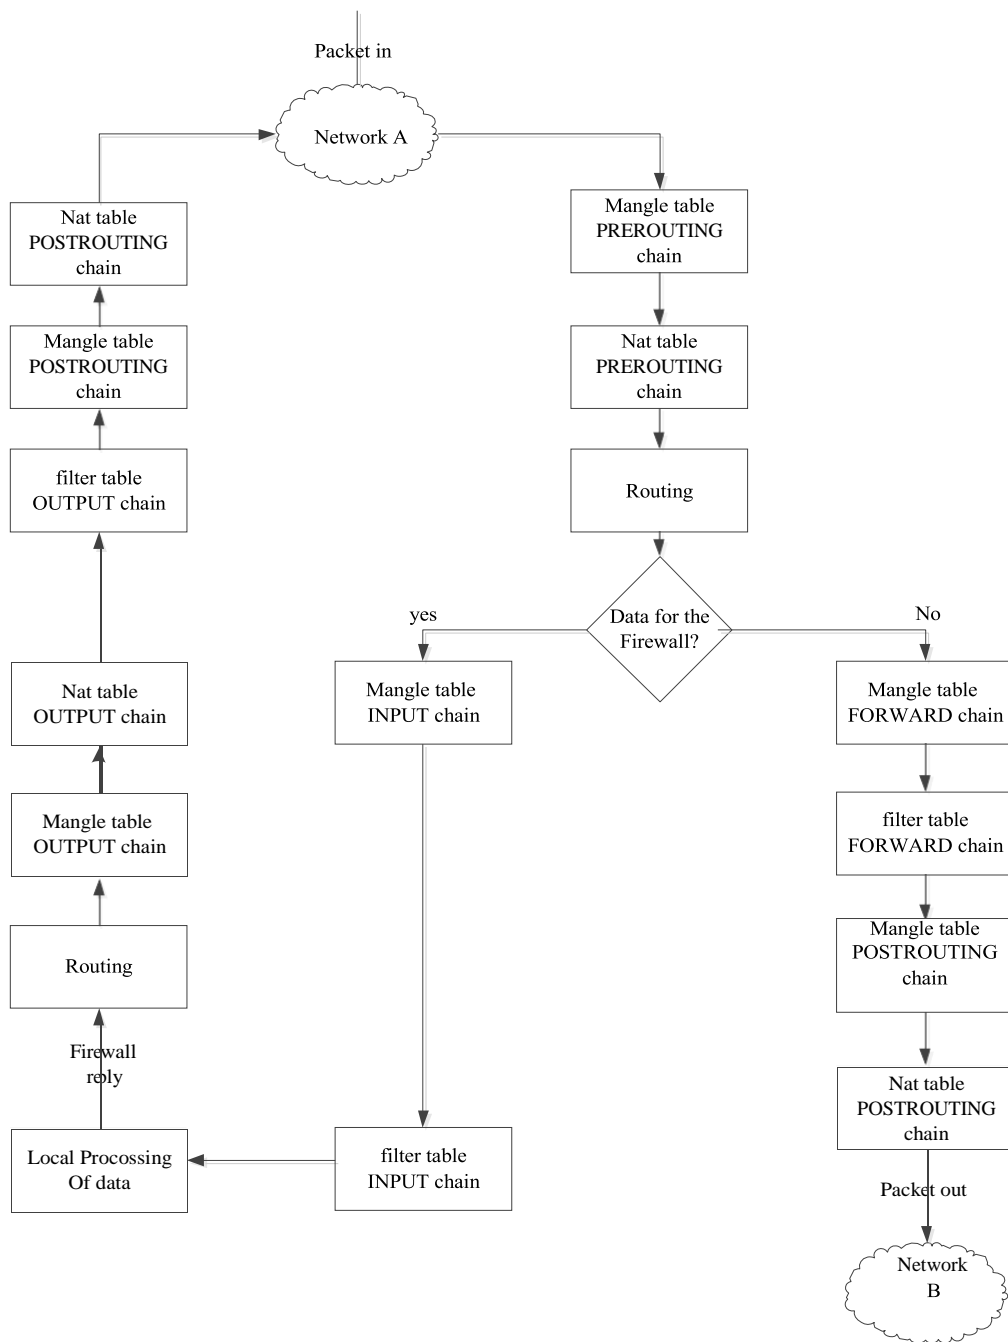 Packet in
Network A
Nat table
POSTROUTING
chain
Mangle table
PREROUTING
chain
Mangle table
POSTROUTING
chain
Nat table
PREROUTING
chain
filter table
OUTPUT chain
Routing
Data for the
Firewall?
yes
No
Nat table
OUTPUT chain
Mangle table
INPUT chain
Mangle table
FORWARD chain
Mangle table
OUTPUT chain
filter table
FORWARD chain
Routing
Mangle table
POSTROUTING
chain
Firewall
reply
Nat table
POSTROUTING
chain
Local Procossing
Of data
filter table
INPUT chain
Packet out
Network
B